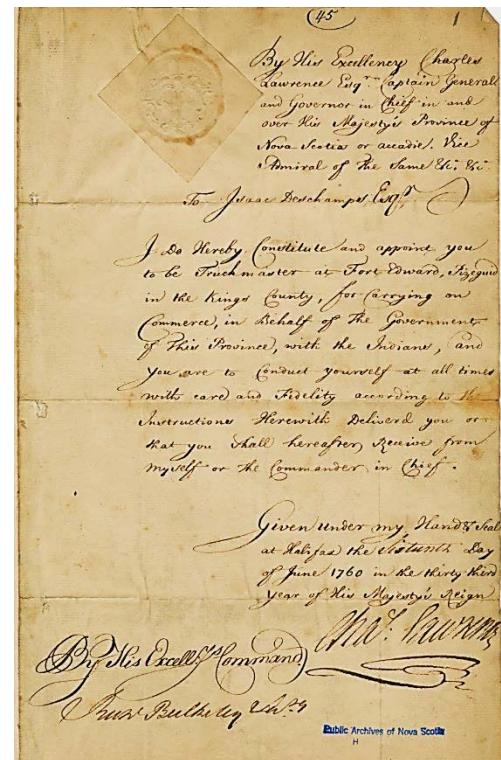 (45)
1
By His Excellency Charles
Lawrence Esqr. Captain General
and Governor in Chief in and
over His Majesty's Province of
Nova Scotia or accadie, Vice
Admiral of the Same &c. &c.
To Isaac Deschamps Esqr.
I Do Hereby Constitute and appoint you
to be Truckmaster at Fort Edward, Pizeguid
in the Kings County, for Carrying on
Commerce, in Behalf of The Government
of This Province, with the Indians, and
you are to Conduct yourself at all times
with care and Fidelity according to the
Instructions Herewith Deliverd you or
that you Shall hereafter Receive from
myself or the Commander in Chief.
Given under my Hand & Seal
at Halifax the Sixteenth Day
of June 1760 in the thirty third
Year of His Majesty's Reign
Chas. Lawrence
By His Excellys Command
Richd Bulkeley
Public Archives of Nova Scotia
H